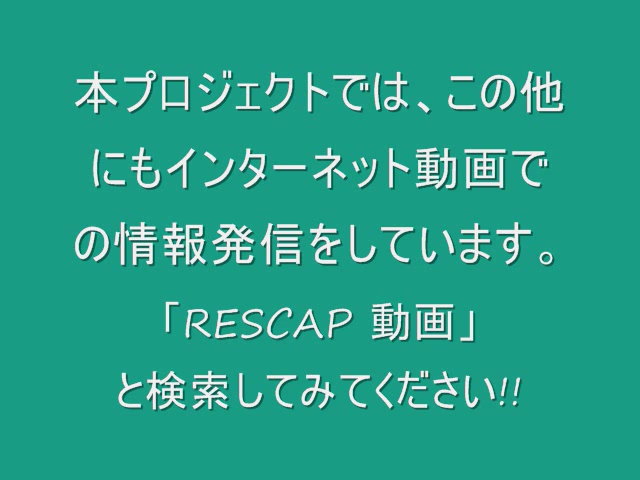 本プロジェクトでは、この他
にもインターネット動画で
の情報発信をしています。
「RESCAP 動画」
と検索してみてください!!